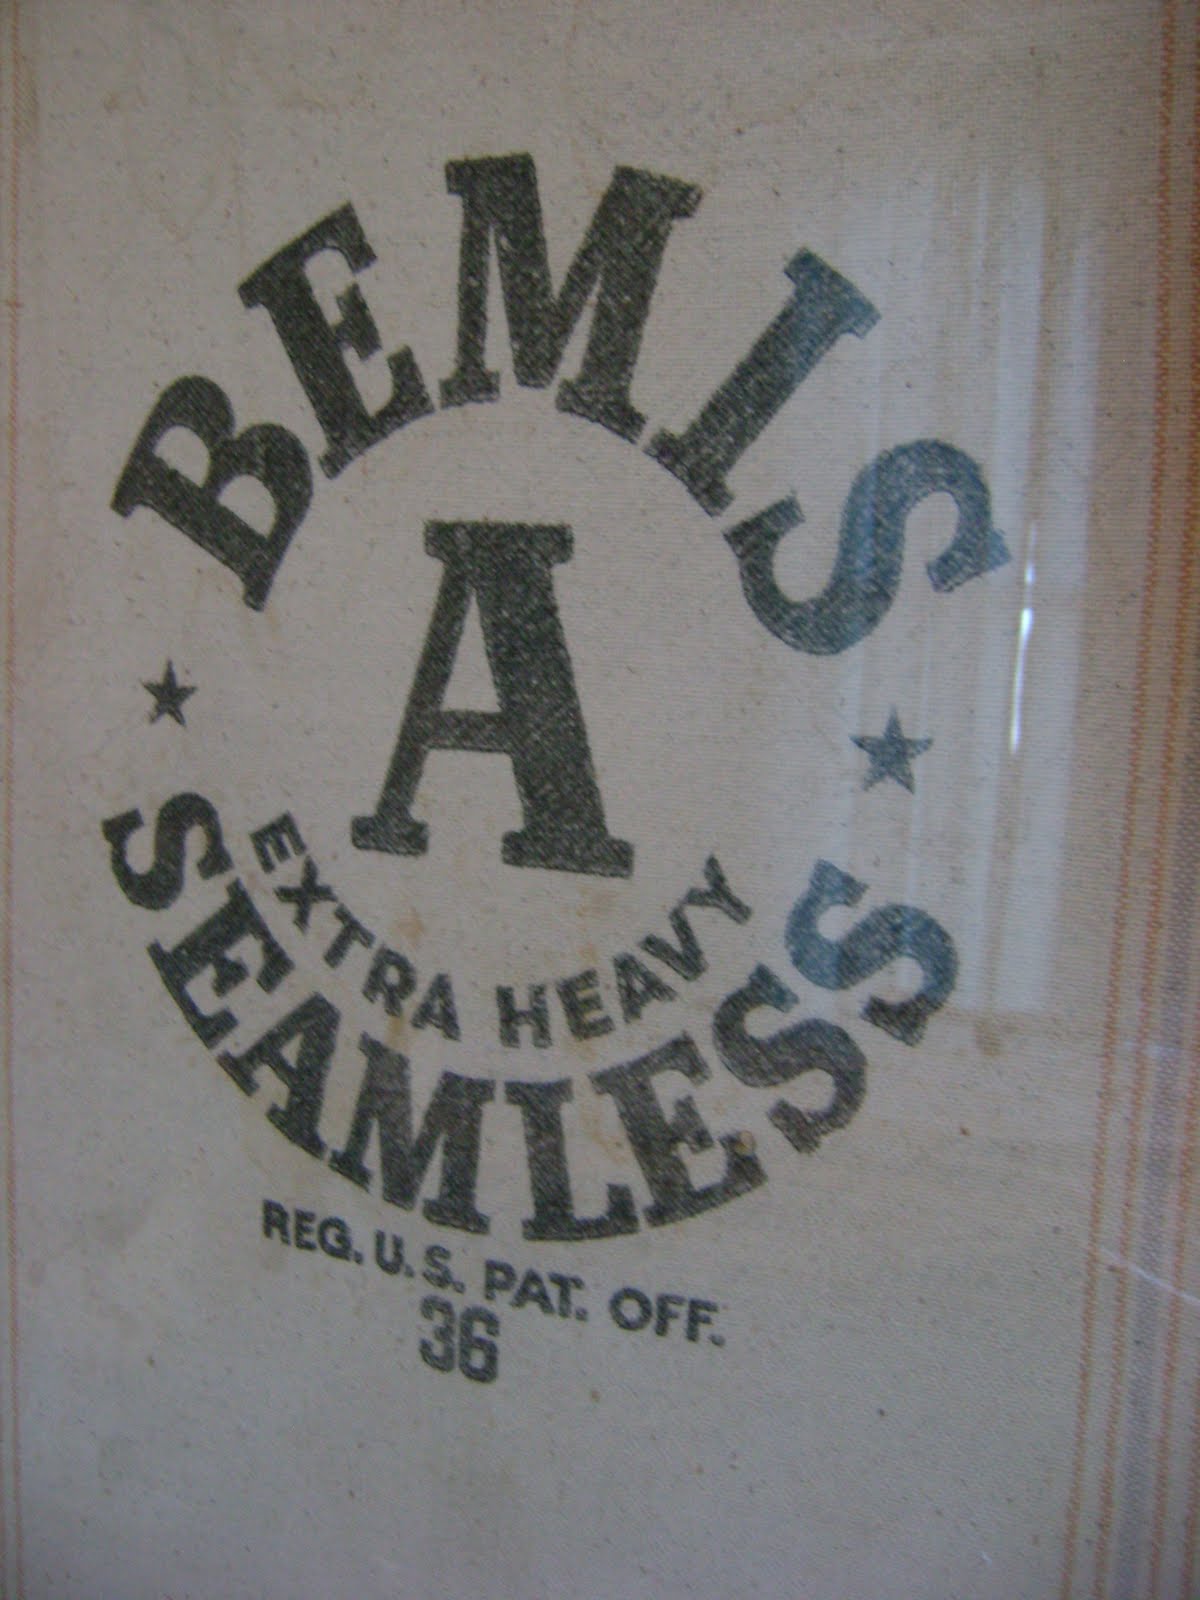 BEMIS
A
EXTRA HEAVY
SEAMLESS
REG. U.S. PAT. OFF.
36